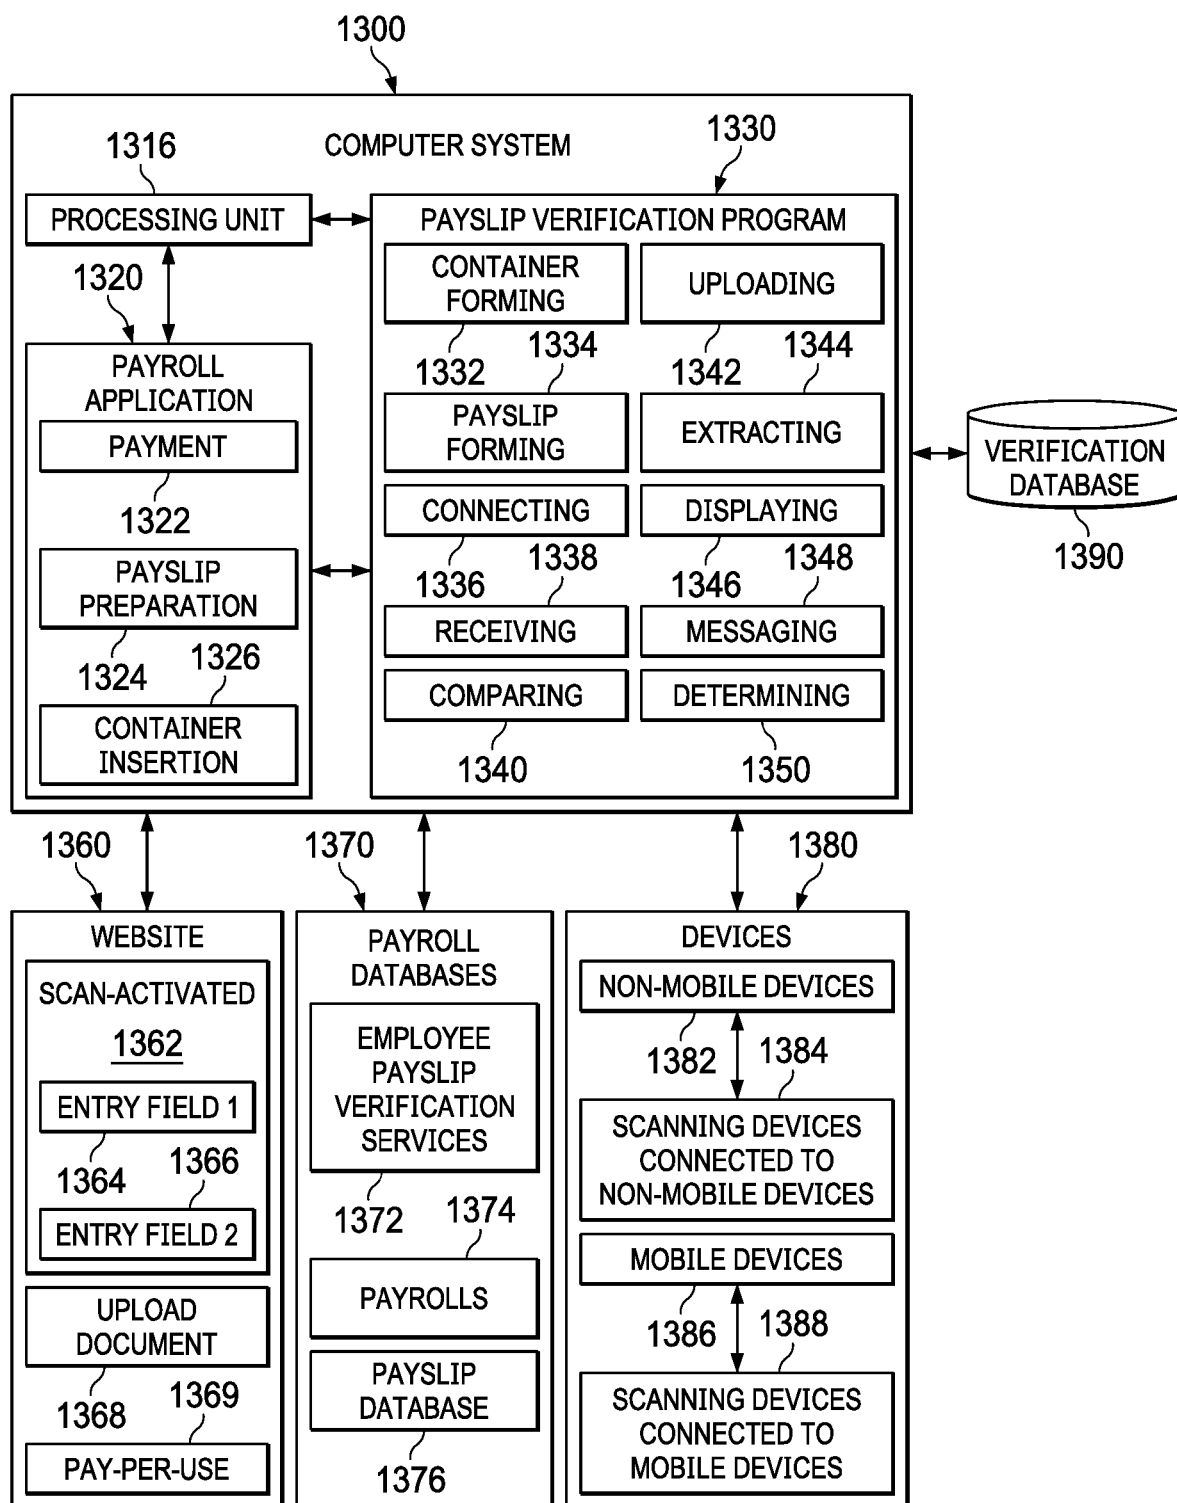 1300
COMPUTER SYSTEM
1316
PROCESSING UNIT
1320
PAYROLL
APPLICATION
PAYMENT
1322
PAYSLIP
PREPARATION
1324
1326
CONTAINER
INSERTION
1330
PAYSLIP VERIFICATION PROGRAM
CONTAINER
FORMING
1332
UPLOADING
1342
1334
PAYSLIP
FORMING
1344
EXTRACTING
CONNECTING
1336
DISPLAYING
1346
1338
RECEIVING
1348
MESSAGING
COMPARING
1340
DETERMINING
1350
VERIFICATION
DATABASE
1390
1360
WEBSITE
SCAN-ACTIVATED
1362
ENTRY FIELD 1
1364
1366
ENTRY FIELD 2
UPLOAD
DOCUMENT
1368
1369
PAY-PER-USE
1370
PAYROLL
DATABASES
EMPLOYEE
PAYSLIP
VERIFICATION
SERVICES
1372
1374
PAYROLLS
PAYSLIP
DATABASE
1376
1380
DEVICES
NON-MOBILE DEVICES
1382
1384
SCANNING DEVICES
CONNECTED TO
NON-MOBILE DEVICES
MOBILE DEVICES
1386
1388
SCANNING DEVICES
CONNECTED TO
MOBILE DEVICES